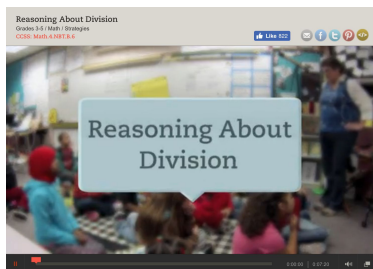 Reasoning About Division
Grades 3-5 / Math / Strategies
CCSS: Math.4.NBT.B.6
Like 822
Reasoning About
Division
0:00:00 | 0:07:20